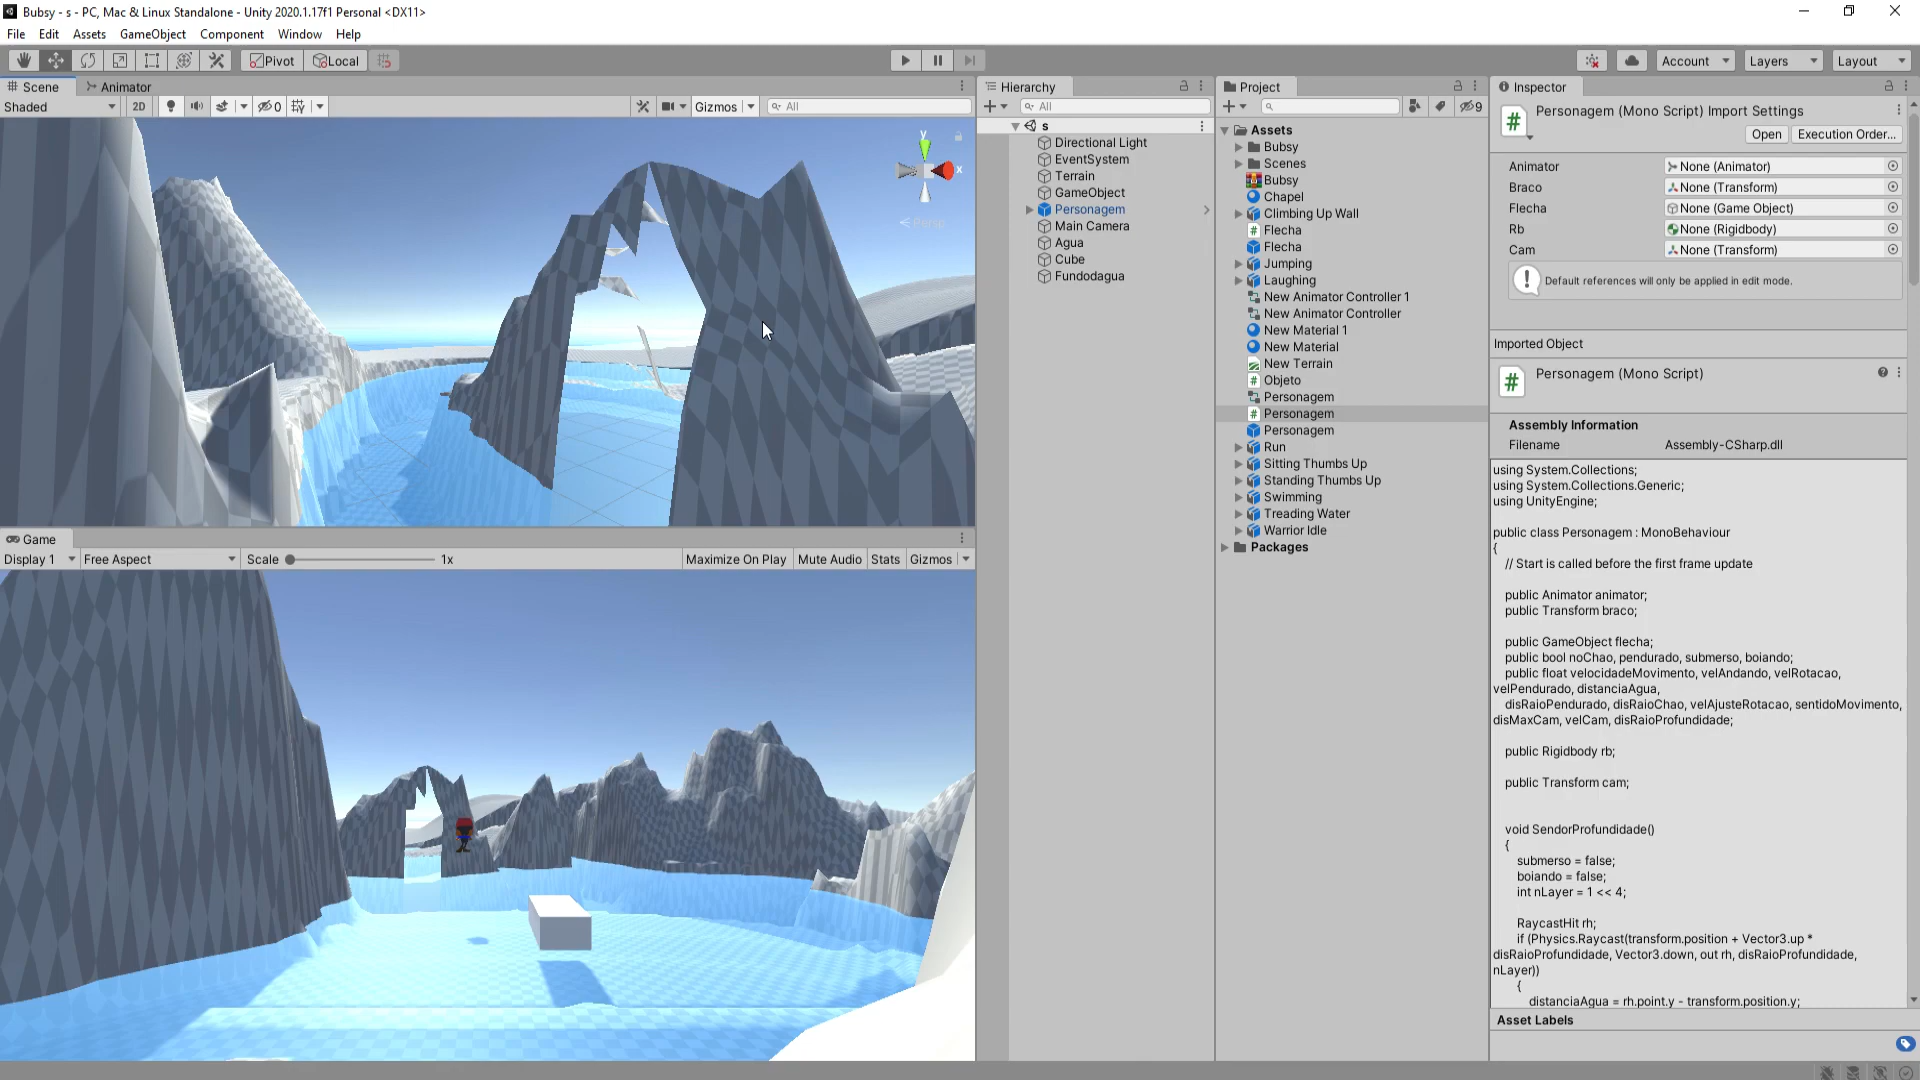 Bubsy - s - PC, Mac & Linux Standalone - Unity 2020.1.17f1 Personal <DX11>
File Edit Assets GameObject Component Window Help
Pivot Local Account Layers Layout
Scene Animator
Shaded 2D 0 Gizmos All
y
x
Persp
Game
Display 1 Free Aspect Scale 1x Maximize On Play Mute Audio Stats Gizmos
Hierarchy
All
s
Directional Light
EventSystem
Terrain
GameObject
Personagem
Main Camera
Agua
Cube
Fundodagua
Project
9
Assets
Bubsy
Scenes
Bubsy
Chapel
Climbing Up Wall
Flecha
Flecha
Jumping
Laughing
New Animator Controller 1
New Animator Controller
New Material 1
New Material
New Terrain
Objeto
Personagem
Personagem
Personagem
Run
Sitting Thumbs Up
Standing Thumbs Up
Swimming
Treading Water
Warrior Idle
Packages
Inspector
Personagem (Mono Script) Import Settings
Open Execution Order...
Animator None (Animator)
Braco None (Transform)
Flecha None (Game Object)
Rb None (Rigidbody)
Cam None (Transform)
Default references will only be applied in edit mode.
Imported Object
Personagem (Mono Script)
Assembly Information
Filename Assembly-CSharp.dll
using System.Collections;
using System.Collections.Generic;
using UnityEngine;
public class Personagem : MonoBehaviour
{
// Start is called before the first frame update
public Animator animator;
public Transform braco;
public GameObject flecha;
public bool noChao, pendurado, submerso, boiando;
public float velocidadeMovimento, velAndando, velRotacao,
velPendurado, distanciaAgua,
disRaioPendurado, disRaioChao, velAjusteRotacao, sentidoMovimento,
disMaxCam, velCam, disRaioProfundidade;
public Rigidbody rb;
public Transform cam;
void SendorProfundidade()
{
submerso = false;
boiando = false;
int nLayer = 1 << 4;
RaycastHit rh;
if (Physics.Raycast(transform.position + Vector3.up *
disRaioProfundidade, Vector3.down, out rh, disRaioProfundidade,
nLayer))
{
distanciaAgua = rh.point.y - transform.position.y;
Asset Labels